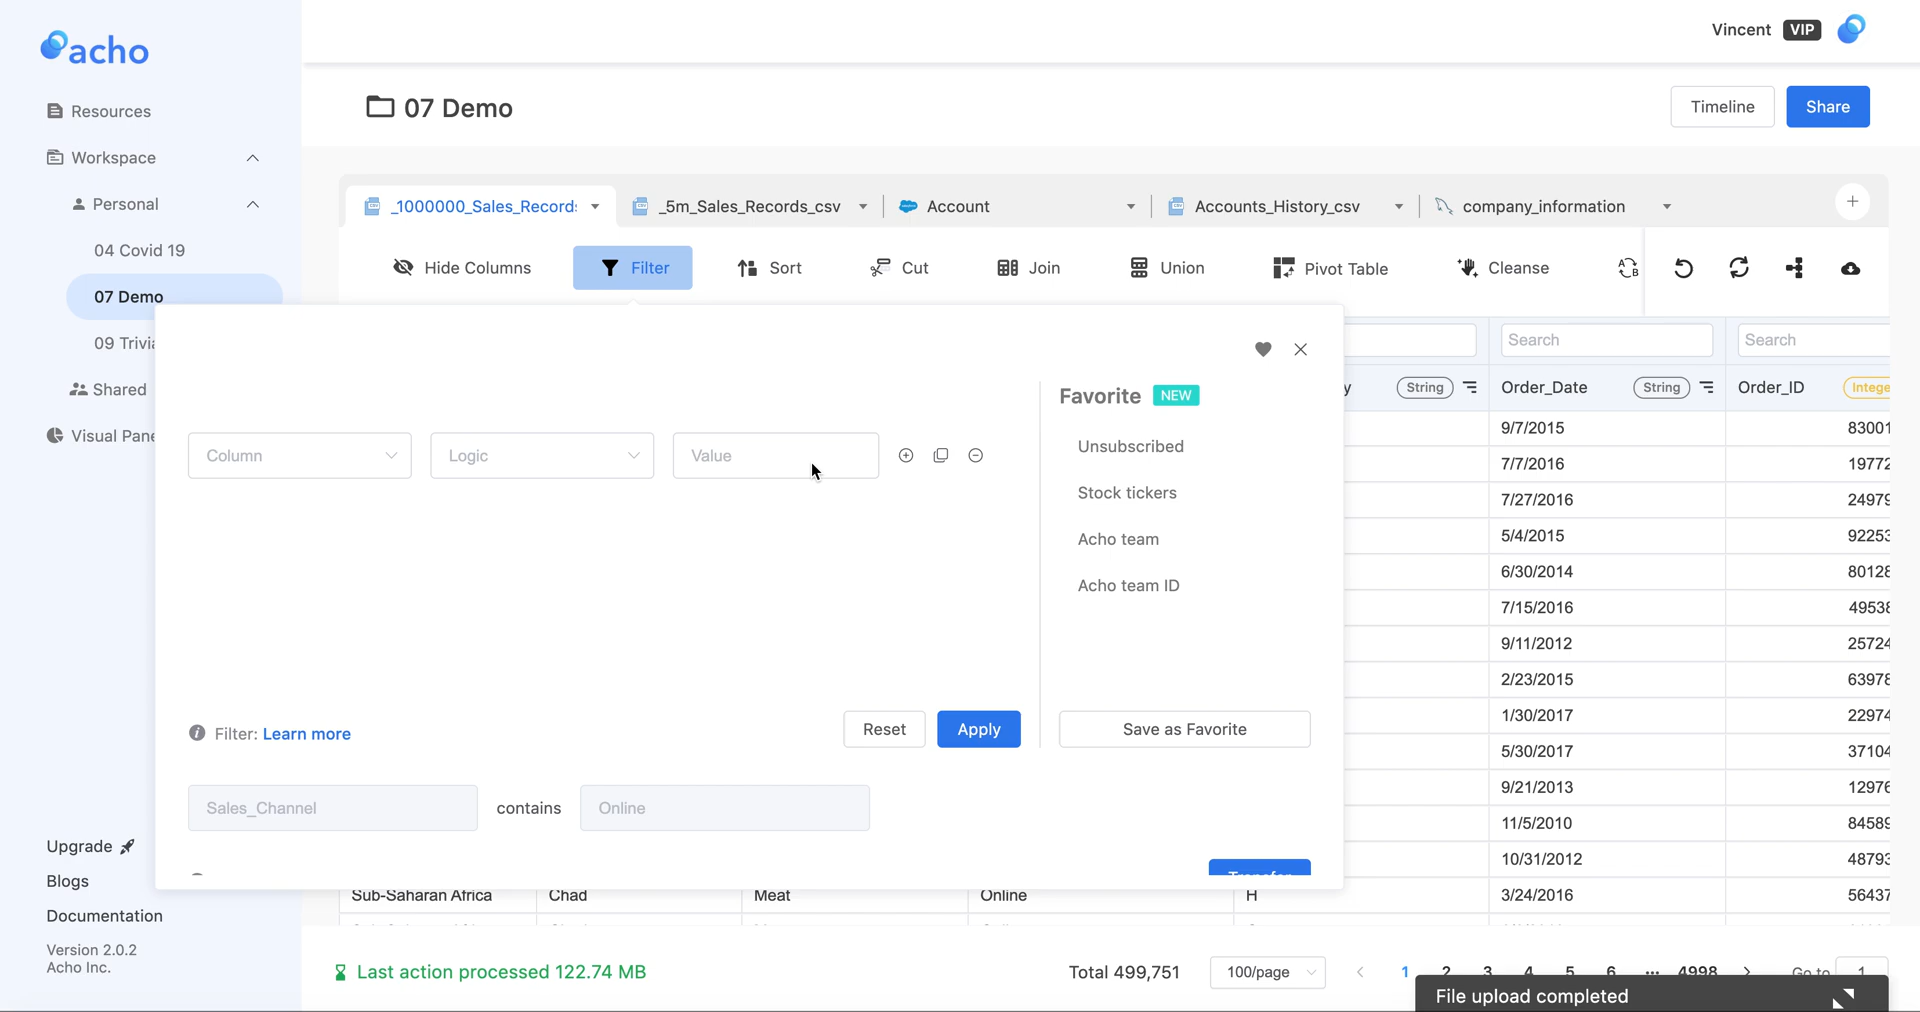 acho
Vincent VIP
Resources
Workspace
Personal
04 Covid 19
07 Demo
Shared
Upgrade
Blogs
Documentation
Version 2.0.2
Acho Inc.
07 Demo
Timeline Share
_1000000_Sales_Records _5m_Sales_Records_csv Account Accounts_History_csv company_information
Hide Columns Filter Sort Cut Join Union Pivot Table Cleanse
Search Search
y String Order_Date String Order_ID
Favorite NEW
Unsubscribed
Stock tickers
Acho team
Acho team ID
Column Logic Value
Filter: Learn more Reset Apply Save as Favorite
Sales_Channel contains Online
9/7/2015 83001
7/7/2016 19772
7/27/2016 24979
5/4/2015 92253
6/30/2014 80128
7/15/2016 49538
9/11/2012 25724
2/23/2015 63978
1/30/2017 22974
5/30/2017 37104
9/21/2013 12976
11/5/2010 84589
10/31/2012 48793
Sub-Saharan Africa Chad Meat Online H 3/24/2016 56437
Last action processed 122.74 MB
Total 499,751 100/page 1 2 3 4 5 6 ... 4998 Go to 1
File upload completed